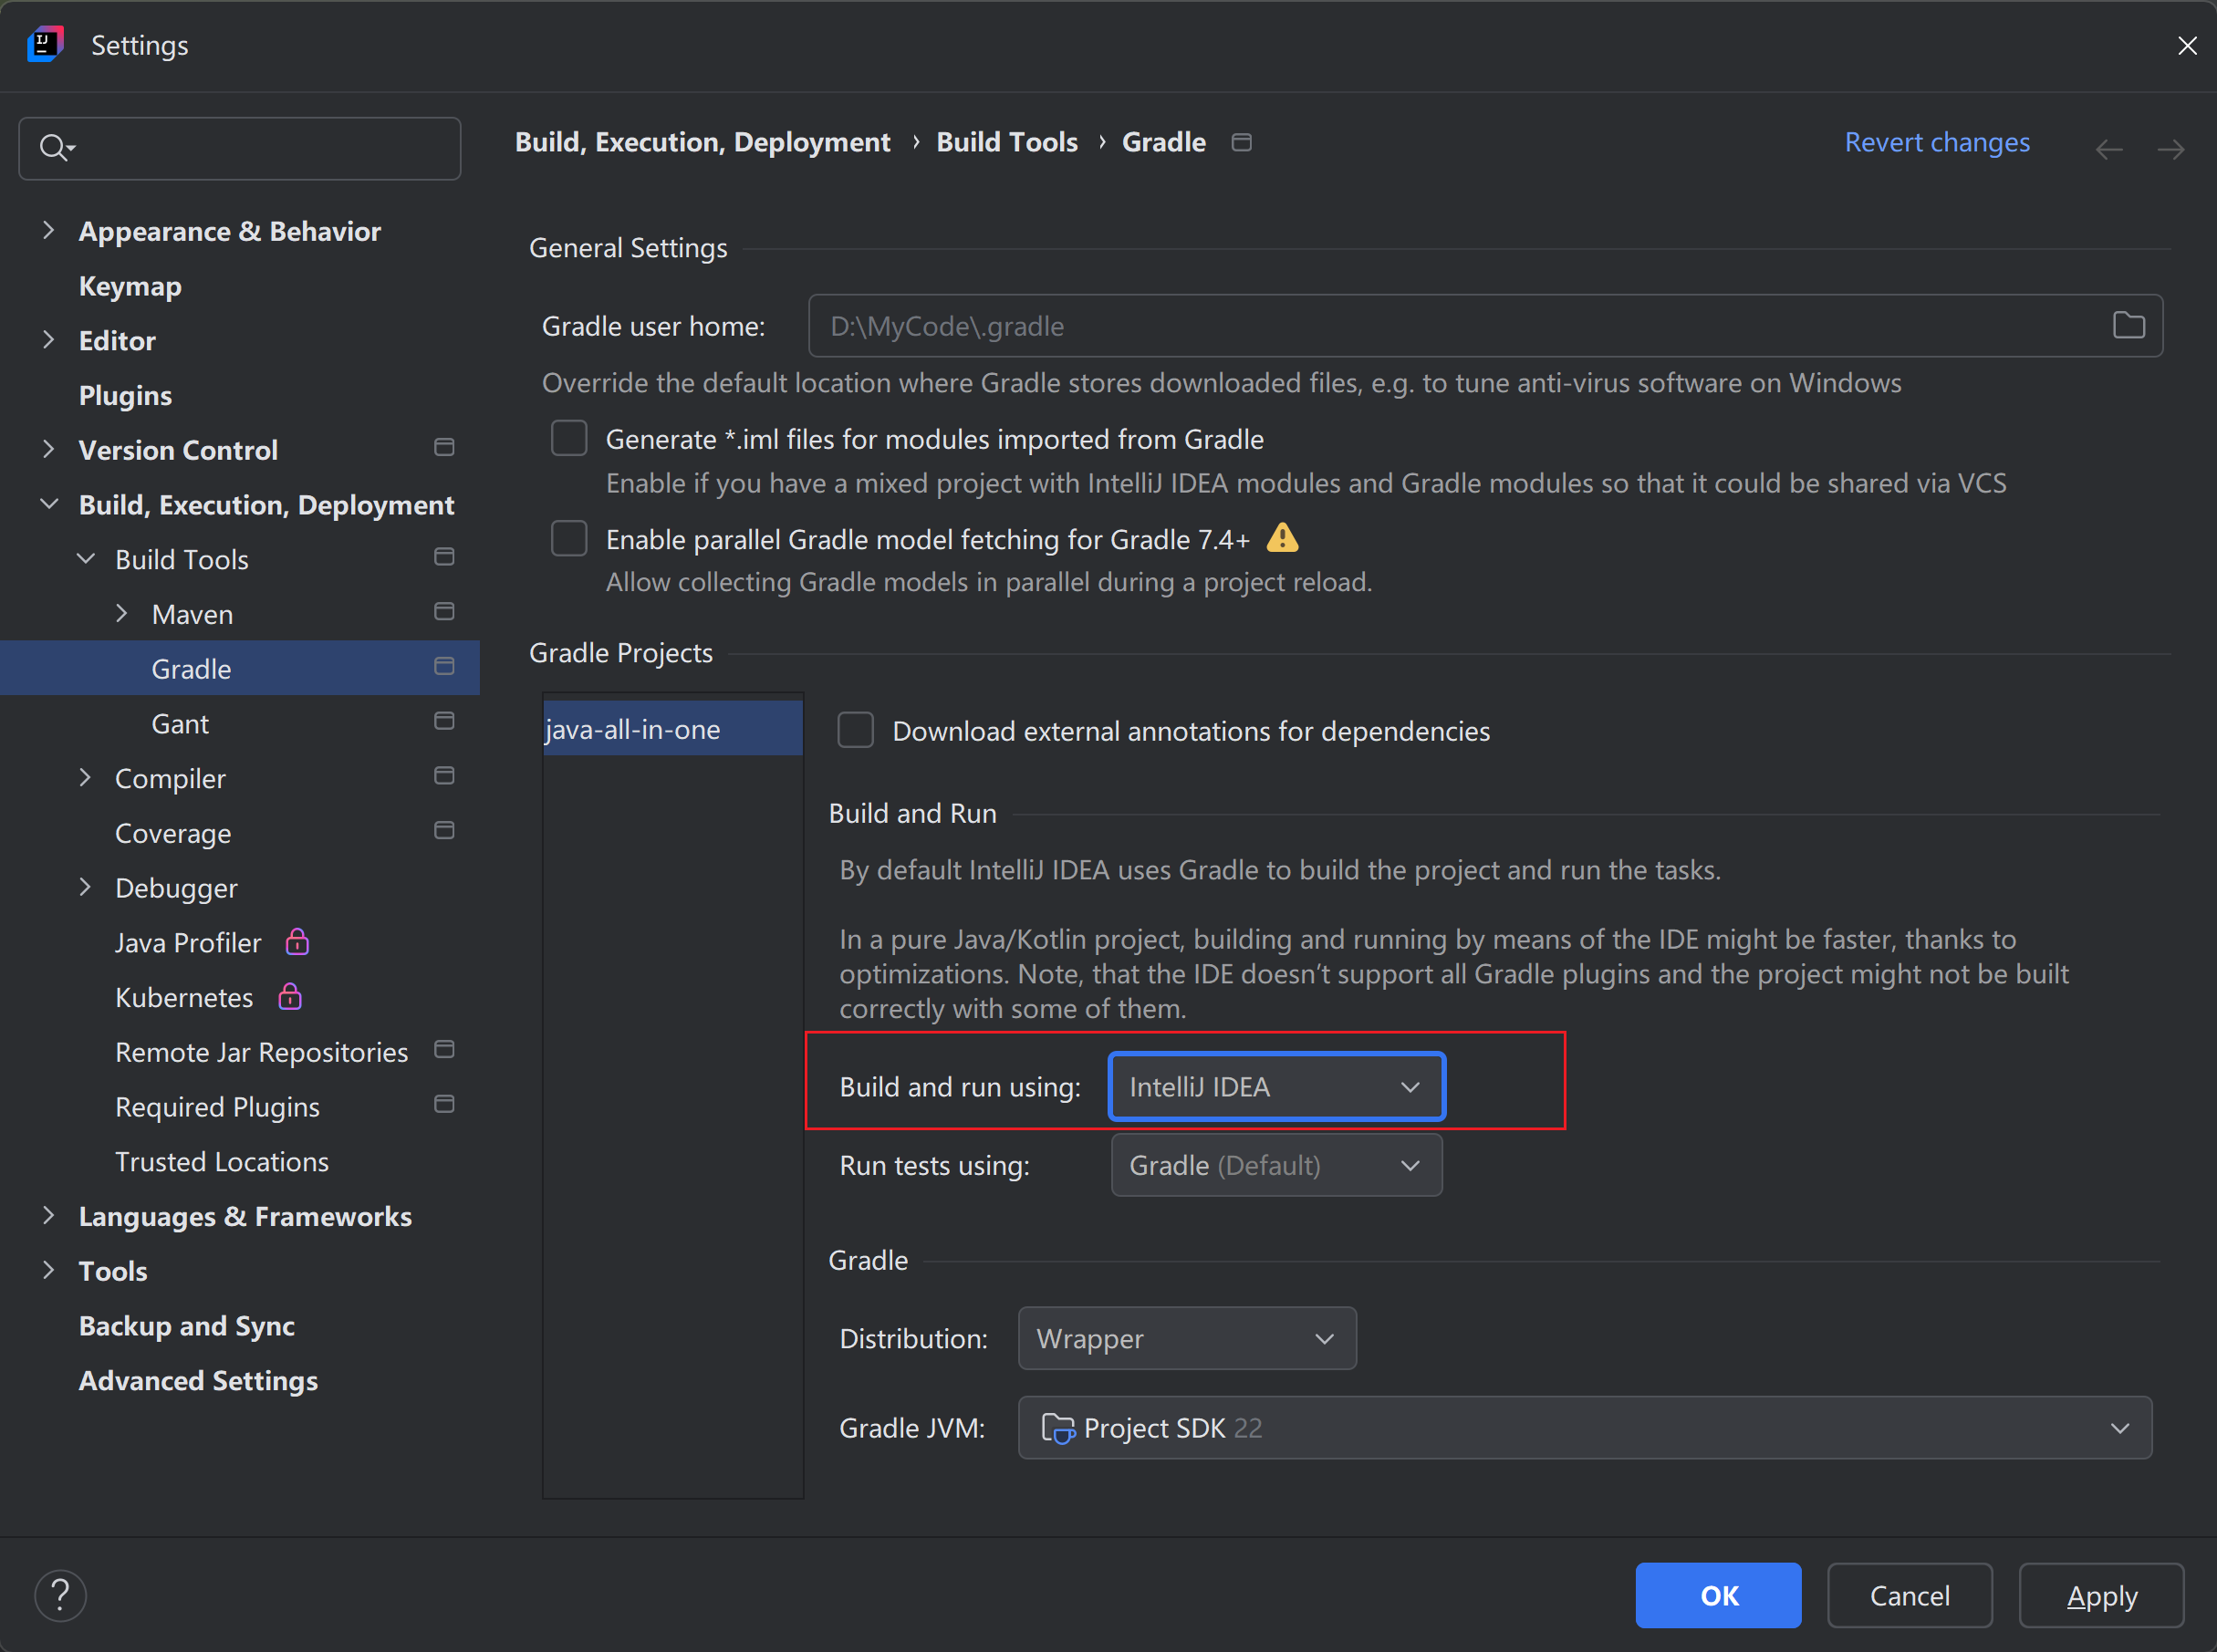 IJ
Settings
Build, Execution, Deployment › Build Tools › Gradle
Revert changes
Appearance & Behavior
Keymap
Editor
Plugins
Version Control
Build, Execution, Deployment
Build Tools
Maven
Gradle
Gant
Compiler
Coverage
Debugger
Java Profiler
Kubernetes
Remote Jar Repositories
Required Plugins
Trusted Locations
Languages & Frameworks
Tools
Backup and Sync
Advanced Settings
General Settings
Gradle user home: D:\MyCode\.gradle
Override the default location where Gradle stores downloaded files, e.g. to tune anti-virus software on Windows
Generate *.iml files for modules imported from Gradle
Enable if you have a mixed project with IntelliJ IDEA modules and Gradle modules so that it could be shared via VCS
Enable parallel Gradle model fetching for Gradle 7.4+
Allow collecting Gradle models in parallel during a project reload.
Gradle Projects
java-all-in-one
Download external annotations for dependencies
Build and Run
By default IntelliJ IDEA uses Gradle to build the project and run the tasks.
In a pure Java/Kotlin project, building and running by means of the IDE might be faster, thanks to
optimizations. Note, that the IDE doesn’t support all Gradle plugins and the project might not be built
correctly with some of them.
Build and run using: IntelliJ IDEA
Run tests using: Gradle (Default)
Gradle
Distribution: Wrapper
Gradle JVM: Project SDK 22
?
OK
Cancel
Apply